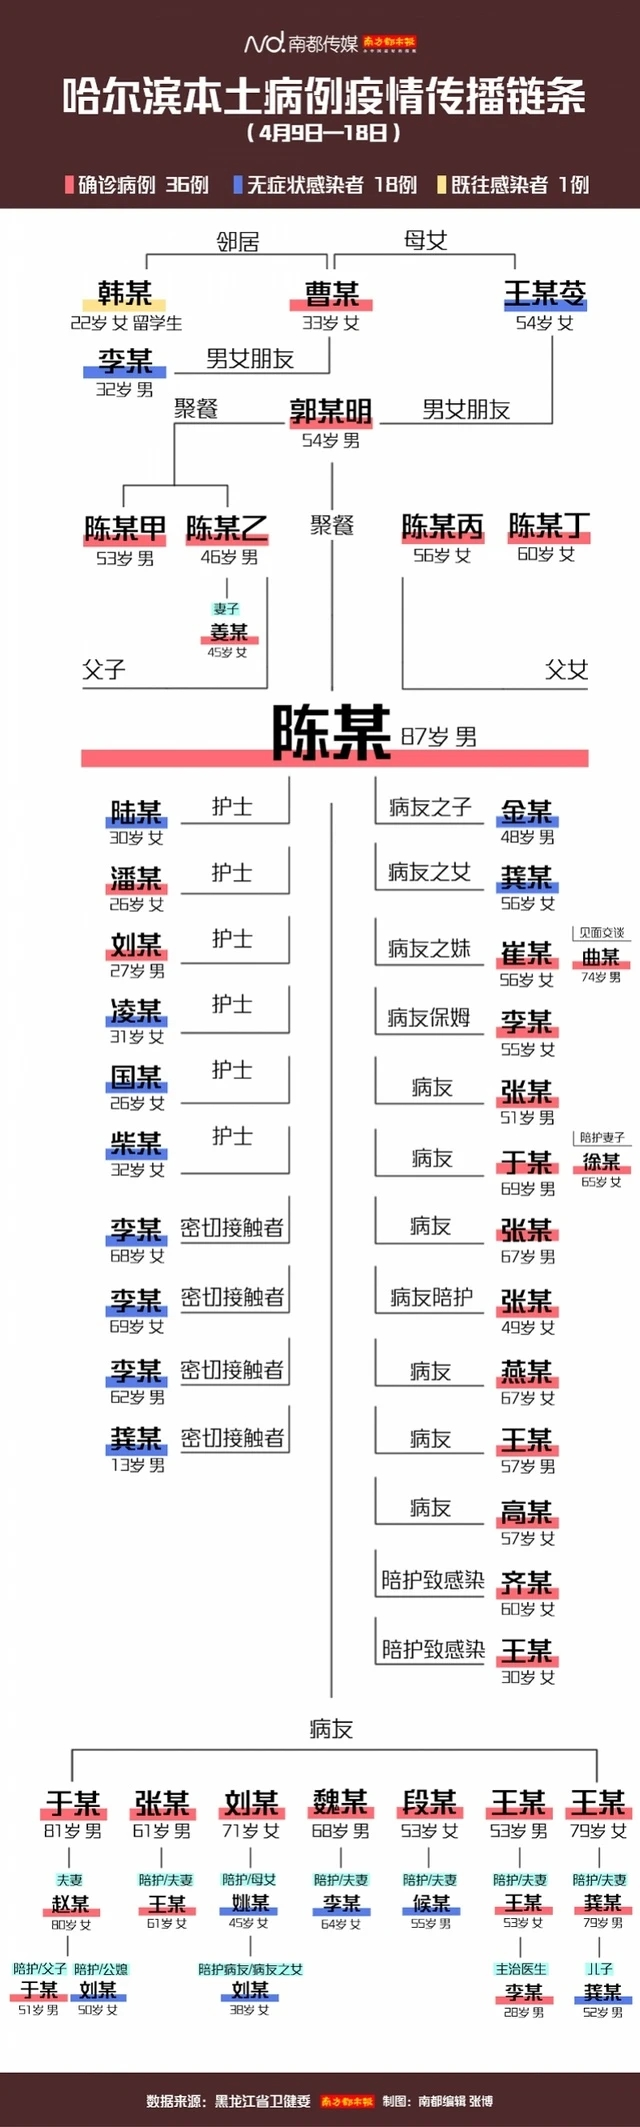 Nd.南都传媒 南方都市报
哈尔滨本土病例疫情传播链条
(4月9日—18日)
确诊病例 36例 无症状感染者 18例 既往感染者 1例
邻居 母女
韩某 曹某 王某苓
22岁 女 留学生 33岁 女 54岁 女
李某 男女朋友
32岁 男
聚餐 郭某明 男女朋友
54岁 男
陈某甲 陈某乙 聚餐 陈某丙 陈某丁
53岁 男 46岁 男 56岁 女 60岁 女
妻子
姜某
45岁 女
父子 父女
陈某 87岁 男
陆某 护士 病友之子 金某
30岁 女 48岁 男
潘某 护士 病友之女 龚某
26岁 女 56岁 女
刘某 护士 病友之妹 崔某 见面交谈 曲某
27岁 男 56岁 女 74岁 男
凌某 护士 病友保姆 李某
31岁 女 55岁 女
国某 护士 病友 张某
26岁 女 51岁 男
柴某 护士 病友 于某 陪护妻子 徐某
32岁 女 69岁 男 65岁 女
李某 密切接触者 病友 张某
68岁 女 67岁 男
李某 密切接触者 病友陪护 张某
69岁 女 49岁 女
李某 密切接触者 病友 燕某
62岁 男 67岁 女
龚某 密切接触者 病友 王某
13岁 男 57岁 男
病友 高某
57岁 女
陪护致感染 齐某
60岁 女
陪护致感染 王某
30岁 女
病友
于某 张某 刘某 魏某 段某 王某 王某
81岁 男 61岁 男 71岁 女 68岁 男 53岁 女 53岁 男 79岁 女
夫妻 陪护/夫妻 陪护/母女 陪护/夫妻 陪护/夫妻 陪护/夫妻 陪护/夫妻
赵某 王某 姚某 李某 候某 王某 龚某
80岁 女 61岁 女 45岁 女 64岁 女 55岁 男 53岁 女 79岁 男
陪护/父子 陪护/公媳 陪护病友/病友之女 主治医生 儿子
于某 刘某 刘某 李某 龚某
51岁 男 50岁 女 38岁 女 28岁 男 52岁 男
数据来源：黑龙江省卫健委 南方都市报 制图：南都编辑 张博